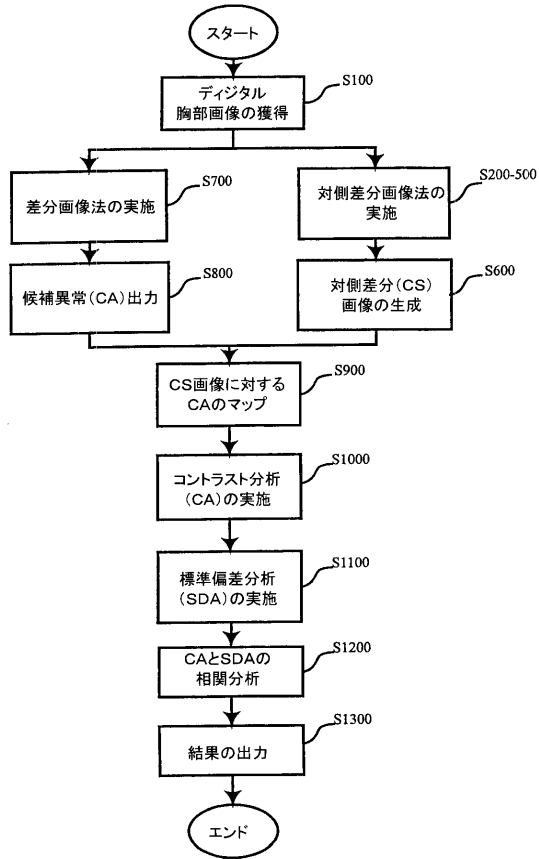 スタート
S100
ディジタル
胸部画像の獲得
S700
差分画像法の実施
S200-500
対側差分画像法の
実施
S800
候補異常(CA)出力
S600
対側差分(CS)
画像の生成
S900
CS画像に対する
CAのマップ
S1000
コントラスト分析
(CA)の実施
S1100
標準偏差分析
(SDA)の実施
S1200
CAとSDAの
相関分析
S1300
結果の出力
エンド